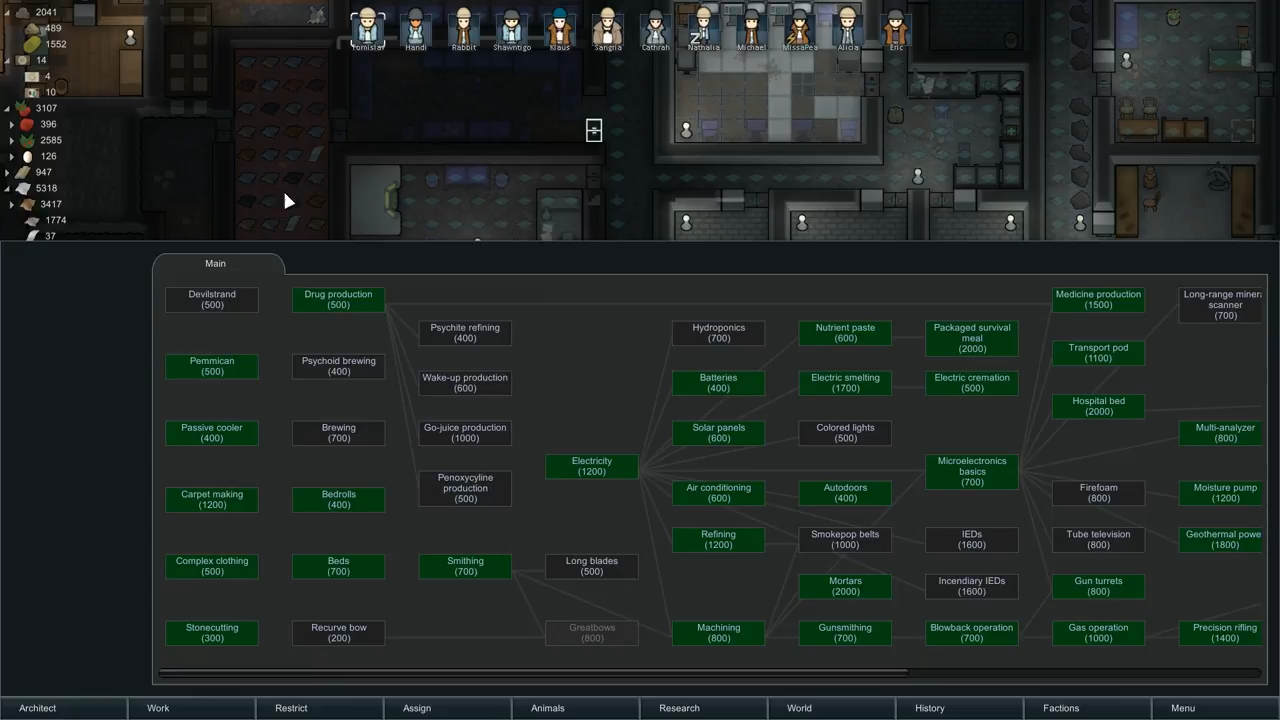 2041
489
1552
14
4
10
3107
396
2585
126
947
5318
3417
1774
37
Tomislav Handi Rabbit Shawntigo Klaus Sangria Cathrah Nathalia Michael MissaPea Alicia Eric
Z
Main
Devilstrand
(500)
Drug production
(500)
Medicine production
(1500)
Long-range minera
scanner
(700)
Psychite refining
(400)
Hydroponics
(700)
Nutrient paste
(600)
Packaged survival
meal
(2000)
Transport pod
(1100)
Pemmican
(500)
Psychoid brewing
(400)
Wake-up production
(600)
Batteries
(400)
Electric smelting
(1700)
Electric cremation
(500)
Hospital bed
(2000)
Passive cooler
(400)
Brewing
(700)
Go-juice production
(1000)
Solar panels
(600)
Colored lights
(500)
Multi-analyzer
(800)
Electricity
(1200)
Microelectronics
basics
(700)
Carpet making
(1200)
Bedrolls
(400)
Penoxycyline
production
(500)
Air conditioning
(600)
Autodoors
(400)
Firefoam
(800)
Moisture pump
(1200)
Refining
(1200)
Smokepop belts
(1000)
IEDs
(1600)
Tube television
(800)
Geothermal powe
(1800)
Complex clothing
(500)
Beds
(700)
Smithing
(700)
Long blades
(500)
Mortars
(2000)
Incendiary IEDs
(1600)
Gun turrets
(800)
Stonecutting
(300)
Recurve bow
(200)
Greatbows
(800)
Machining
(800)
Gunsmithing
(700)
Blowback operation
(700)
Gas operation
(1000)
Precision rifling
(1400)
Architect Work Restrict Assign Animals Research World History Factions Menu